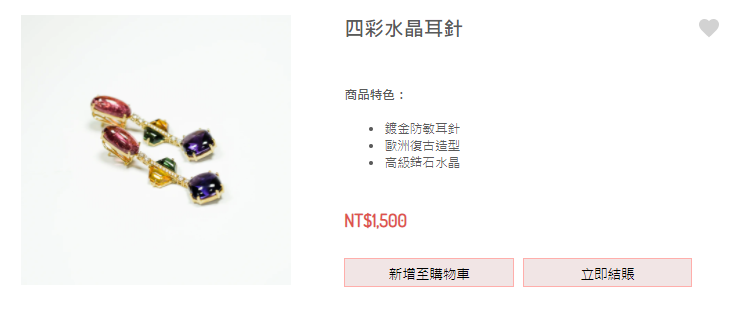 四彩水晶耳針
商品特色：
鍍金防敏耳針
歐洲復古造型
高級鋯石水晶
NT$1,500
新增至購物車
立即結賬